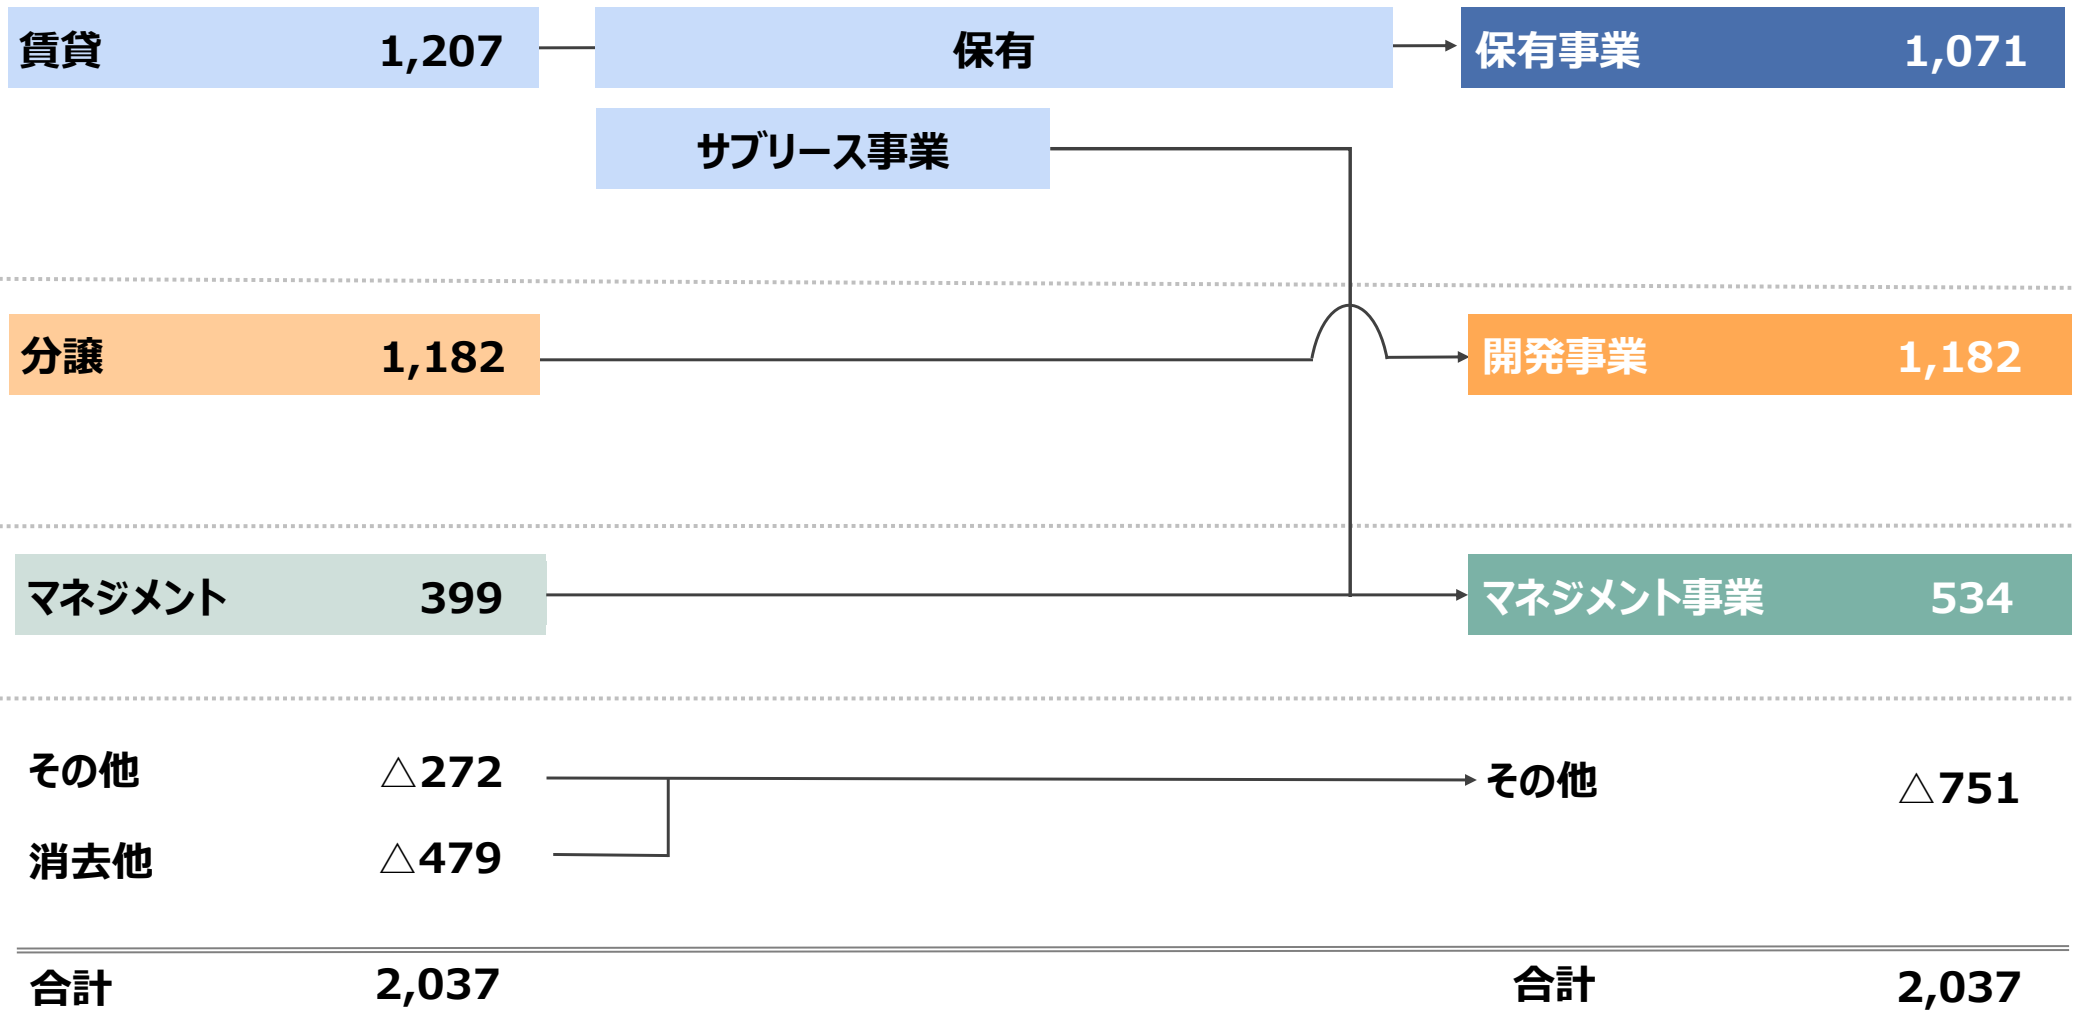 賃貸 1,207 保有 保有事業 1,071
サブリース事業
分譲 1,182 開発事業 1,182
マネジメント 399 マネジメント事業 534
その他 △272 その他 △751
消去他 △479
合計 2,037 合計 2,037